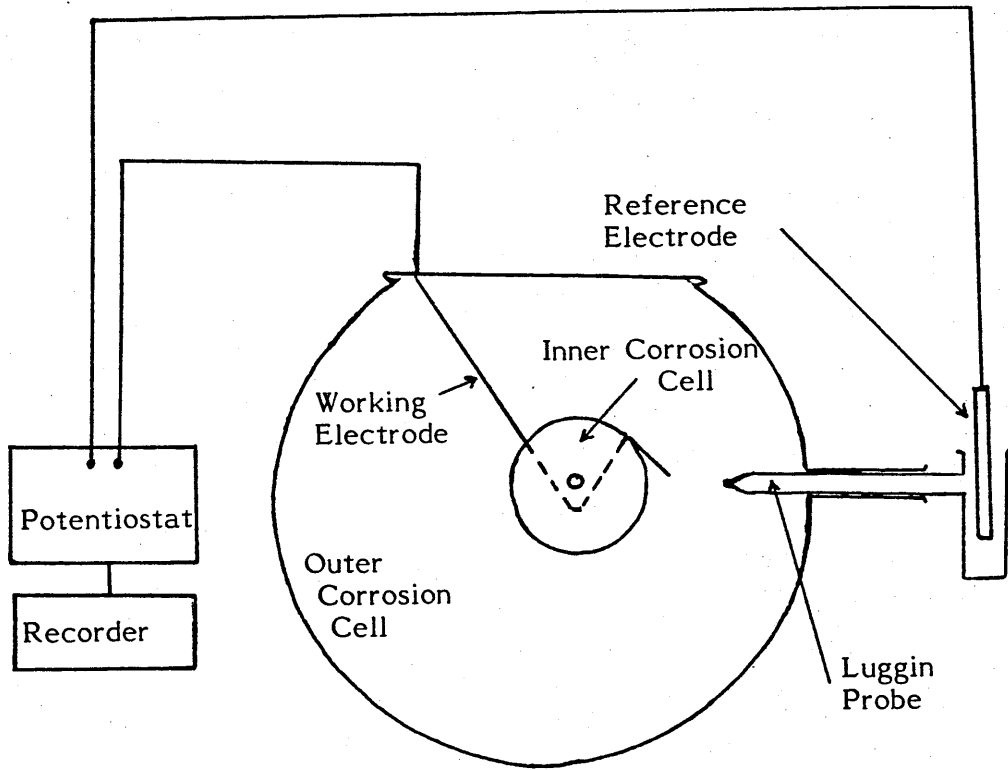 Reference
Electrode
Inner Corrosion
Cell
Working
Electrode
Potentiostat
Outer
Corrosion
Cell
Recorder
Luggin
Probe